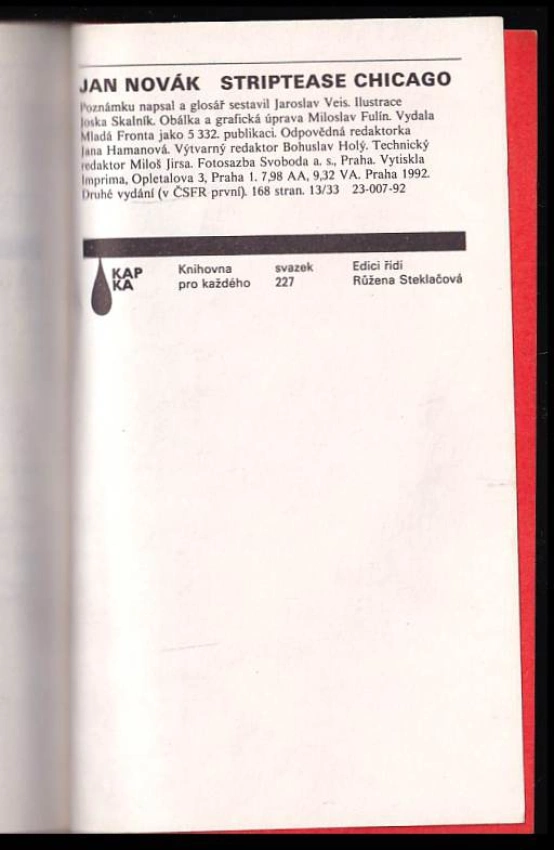 JAN NOVÁK STRIPTEASE CHICAGO
Poznámku napsal a glosář sestavil Jaroslav Veis. Ilustrace
Joska Skalník. Obálka a grafická úprava Miloslav Fulín. Vydala
Mladá Fronta jako 5 332. publikaci. Odpovědná redaktorka
Jana Hamanová. Výtvarný redaktor Bohuslav Holý. Technický
redaktor Miloš Jirsa. Fotosazba Svoboda a. s., Praha. Vytiskla
Imprima, Opletalova 3, Praha 1. 7,98 AA, 9,32 VA. Praha 1992.
Druhé vydání (v ČSFR první). 168 stran. 13/33 23-007-92
KAP
KA
Knihovna
pro každého
svazek
227
Edici řídí
Růžena Steklačová